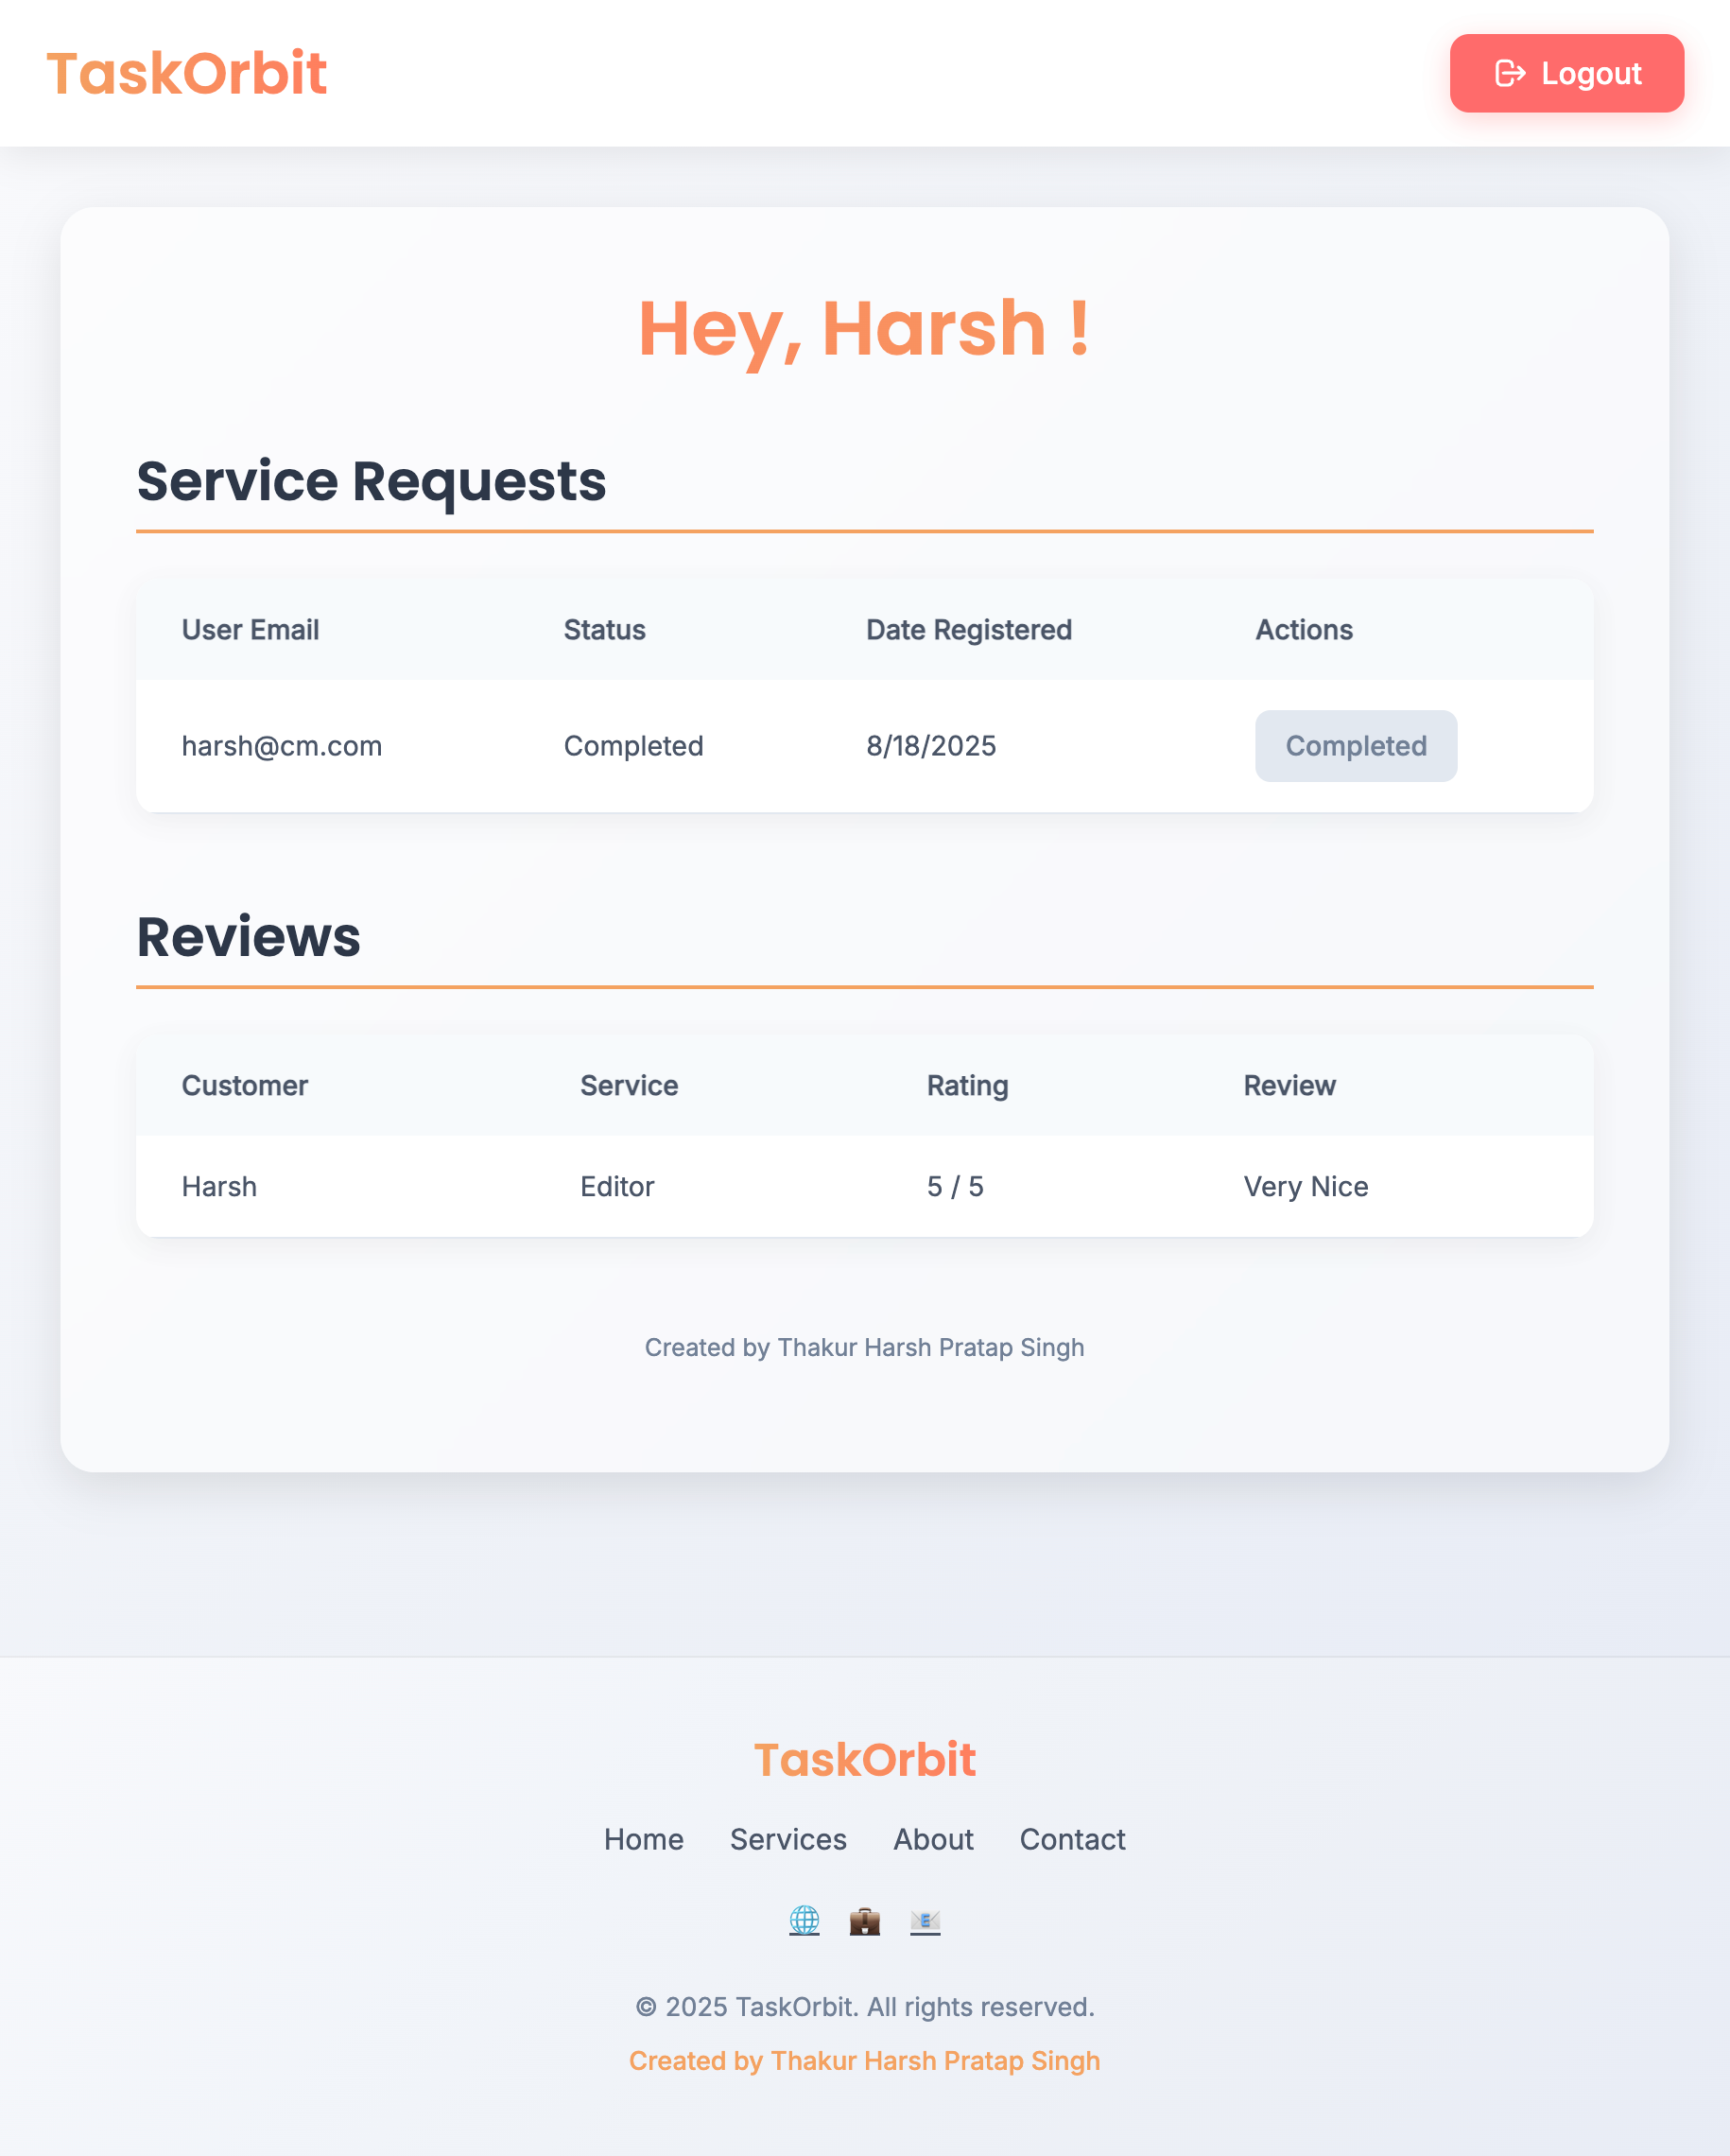 TaskOrbit
Logout
Hey, Harsh !
Service Requests
User Email Status Date Registered Actions
harsh@cm.com Completed 8/18/2025 Completed
Reviews
Customer Service Rating Review
Harsh Editor 5 / 5 Very Nice
Created by Thakur Harsh Pratap Singh
TaskOrbit
Home Services About Contact
© 2025 TaskOrbit. All rights reserved.
Created by Thakur Harsh Pratap Singh